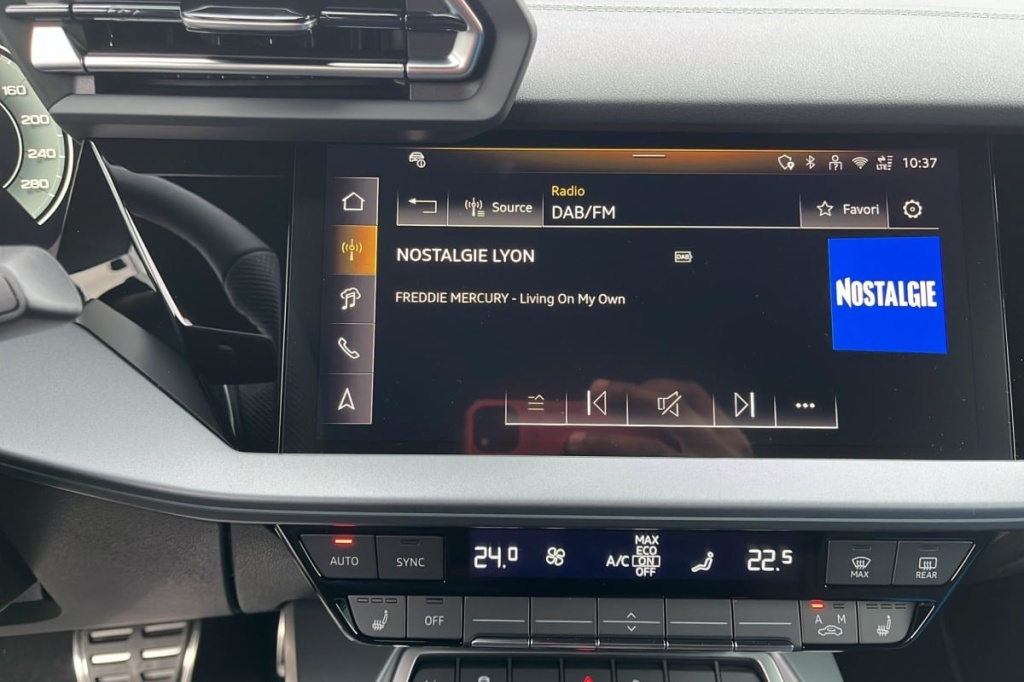 160
200
240
280
LTE 10:37
Source
Radio
DAB/FM
Favori
NOSTALGIE LYON
DAB
FREDDIE MERCURY - Living On My Own
NOSTALGIE
AUTO
SYNC
24.0
A/C
MAX
ECO
ON
OFF
22.5
MAX
REAR
OFF
A M